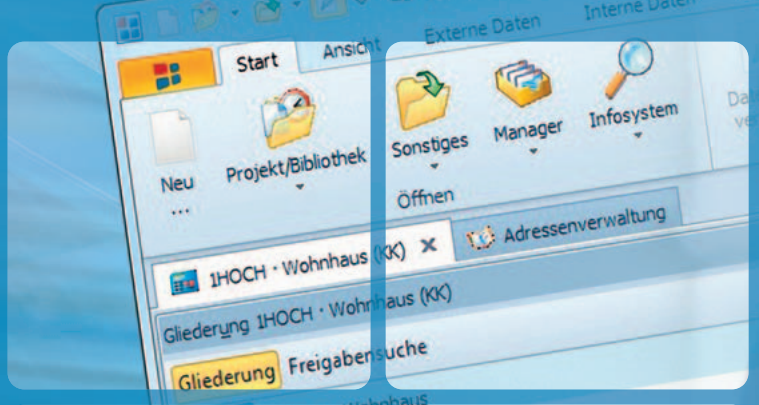 Externe Daten Interne Daten
Start Ansicht
Neu
...
Projekt/Bibliothek
Sonstiges
Manager
Infosystem
Öffnen
1HOCH · Wohnhaus (KK)
Adressenverwaltung
Gliederung 1HOCH · Wohnhaus (KK)
Gliederung Freigabensuche
Wohnhaus